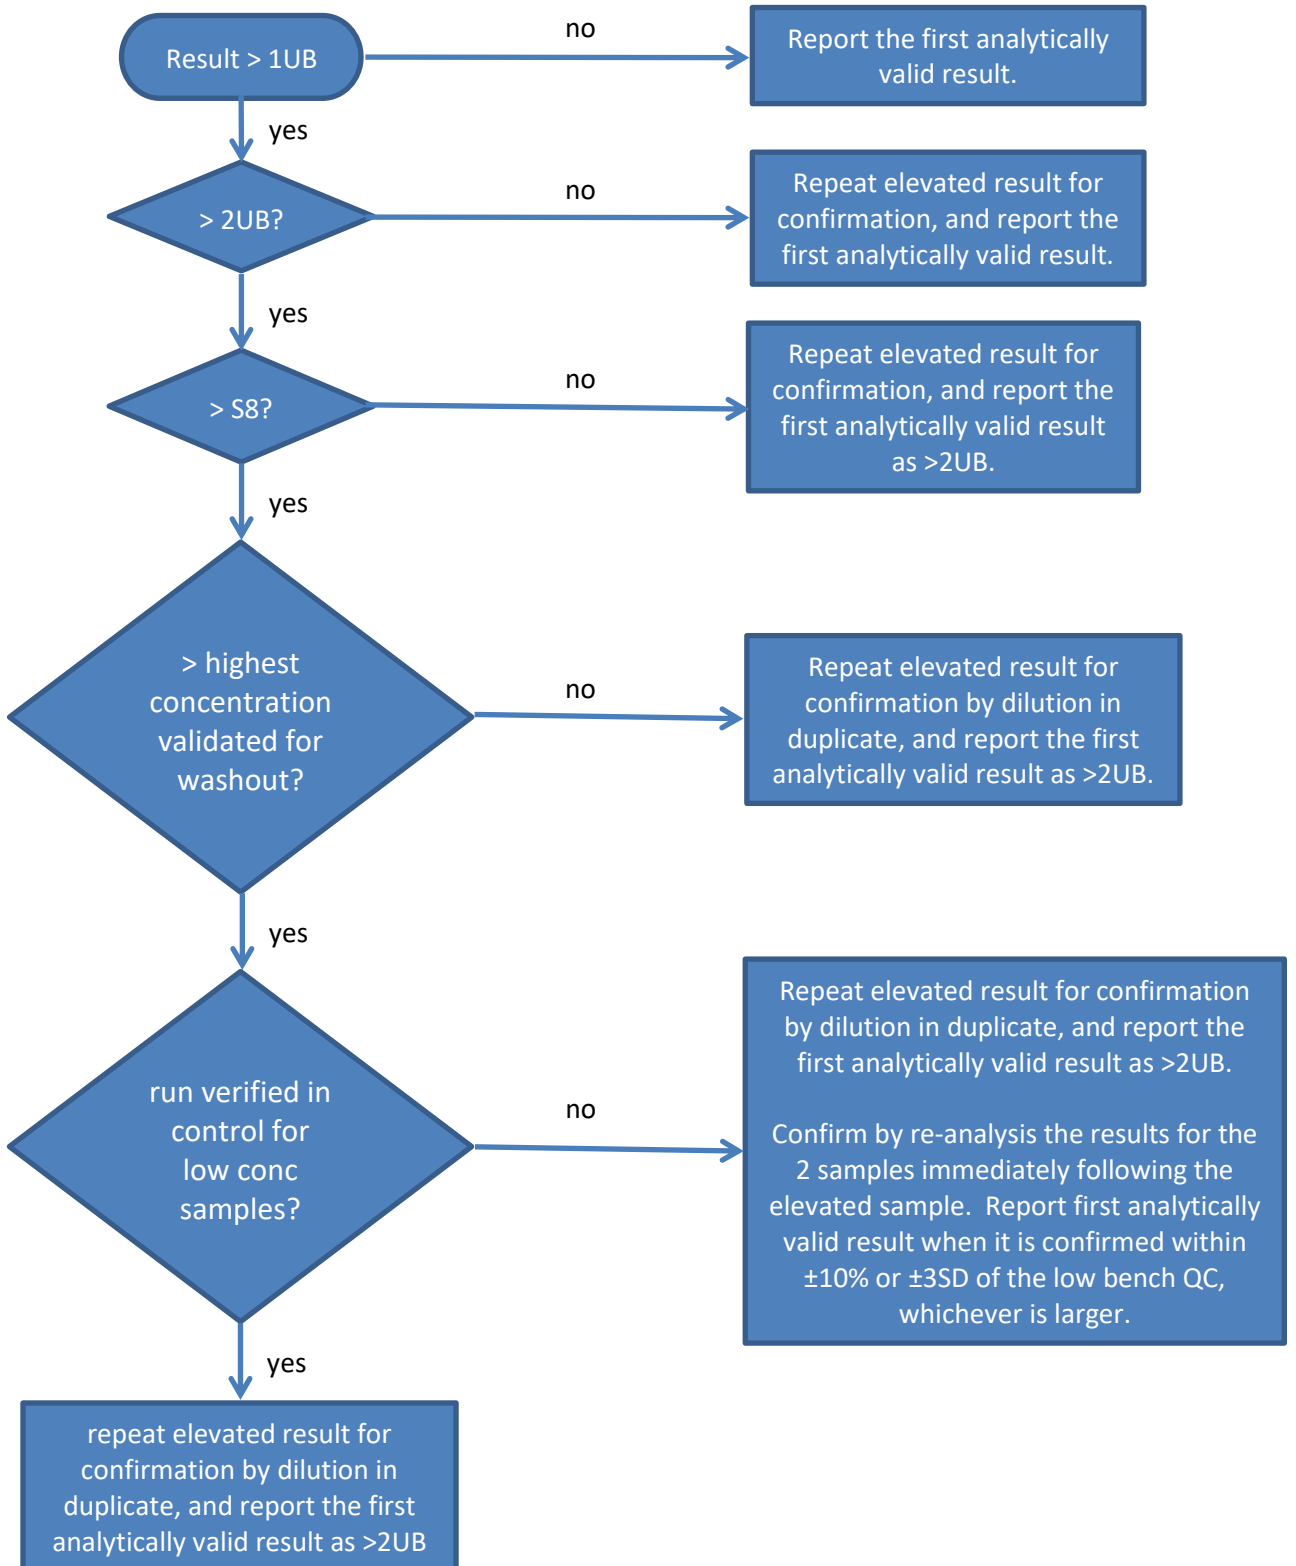 Result > 1UB
no
Report the first analytically
valid result.
yes
> 2UB?
no
Repeat elevated result for
confirmation, and report the
first analytically valid result.
yes
> S8?
no
Repeat elevated result for
confirmation, and report the
first analytically valid result
as >2UB.
yes
> highest
concentration
validated for
washout?
no
Repeat elevated result for
confirmation by dilution in
duplicate, and report the first
analytically valid result as >2UB.
yes
run verified in
control for
low conc
samples?
no
Repeat elevated result for confirmation
by dilution in duplicate, and report the
first analytically valid result as >2UB.
Confirm by re-analysis the results for the
2 samples immediately following the
elevated sample.  Report first analytically
valid result when it is confirmed within
±10% or ±3SD of the low bench QC,
whichever is larger.
yes
repeat elevated result for
confirmation by dilution in
duplicate, and report the first
analytically valid result as >2UB